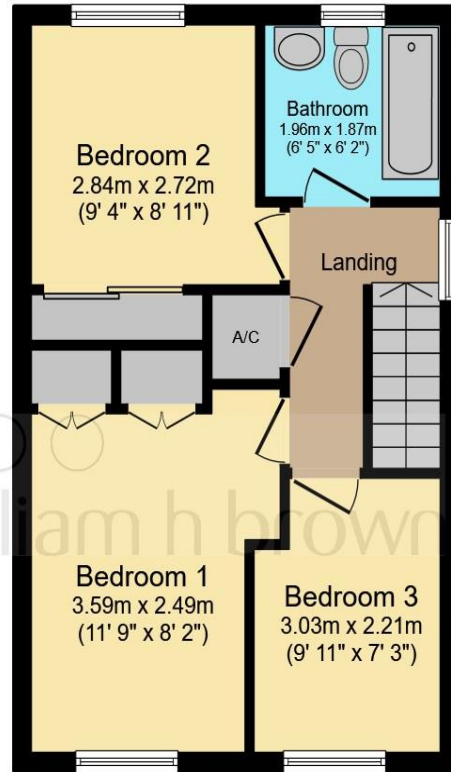 Bathroom
1.96m x 1.87m
(6' 5" x 6' 2")
Bedroom 2
2.84m x 2.72m
(9' 4" x 8' 11")
Landing
A/C
liam h brown
Bedroom 1
3.59m x 2.49m
(11' 9" x 8' 2")
Bedroom 3
3.03m x 2.21m
(9' 11" x 7' 3")